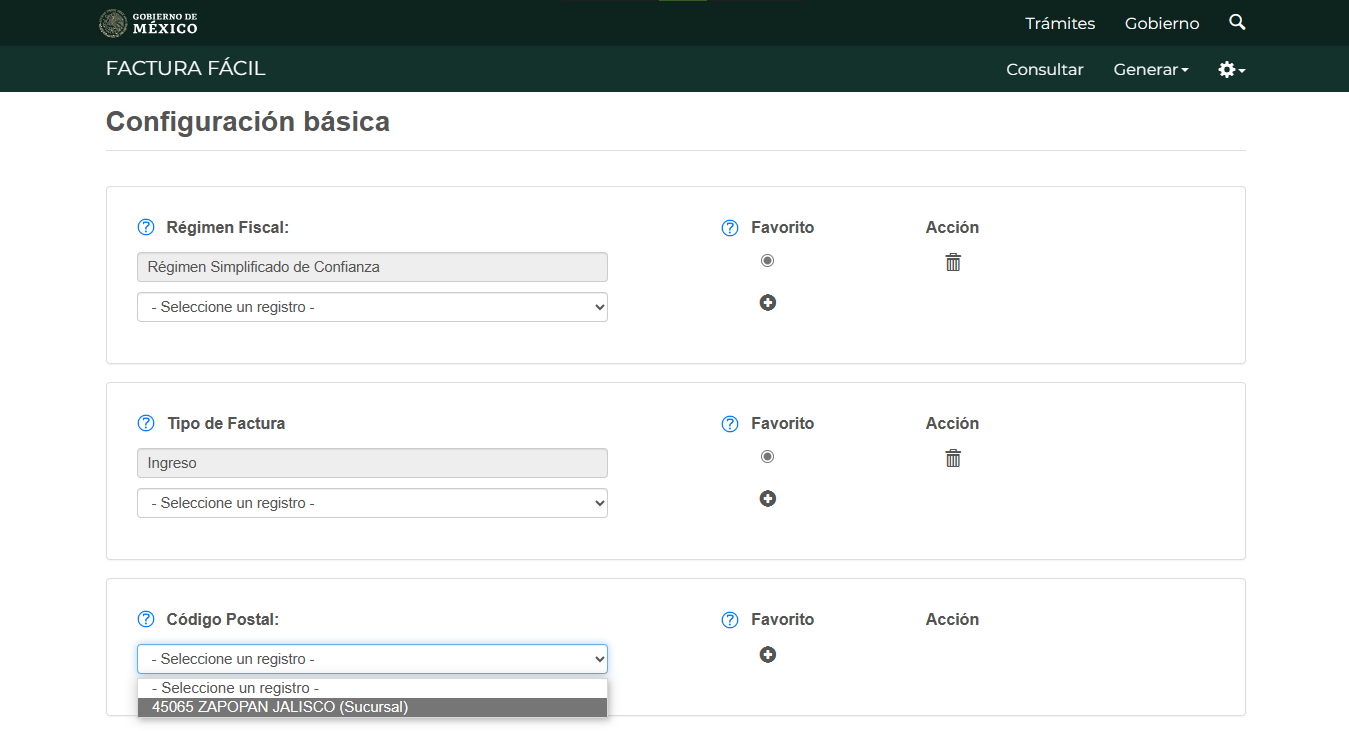 GOBIERNO DE
MÉXICO
Trámites
Gobierno
FACTURA FÁCIL
Consultar
Generar
Configuración básica
Régimen Fiscal:
Favorito
Acción
Régimen Simplificado de Confianza
- Seleccione un registro -
Tipo de Factura
Favorito
Acción
Ingreso
- Seleccione un registro -
Código Postal:
Favorito
Acción
- Seleccione un registro -
- Seleccione un registro -
45065 ZAPOPAN JALISCO (Sucursal)